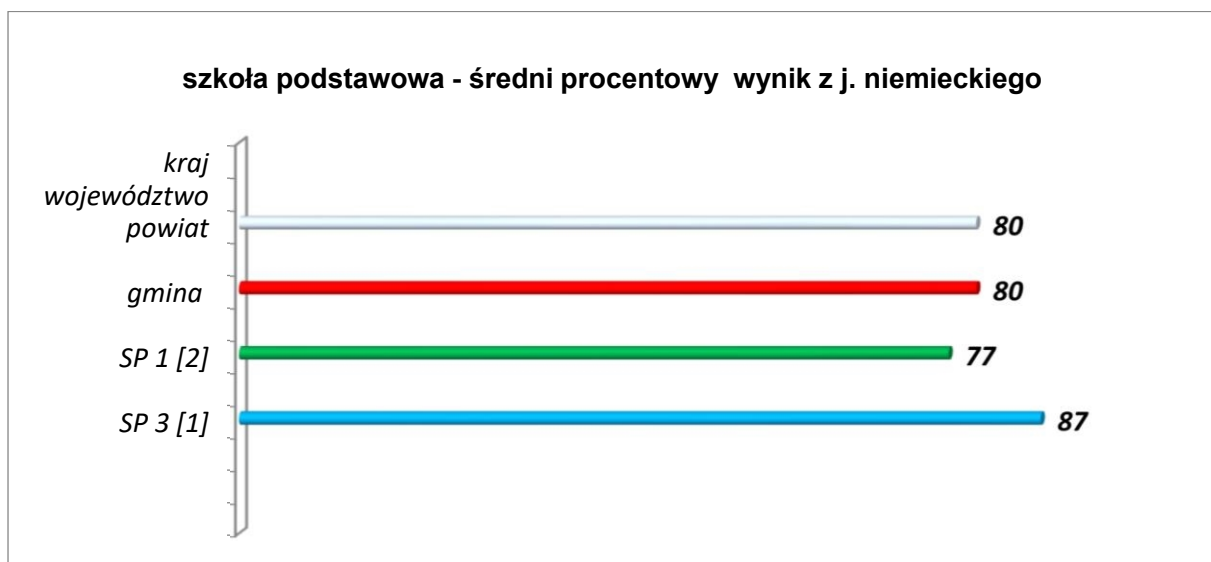 szkoła podstawowa - średni procentowy wynik z j. niemieckiego
kraj
województwo
powiat
80
gmina
80
SP 1 [2]
77
SP 3 [1]
87